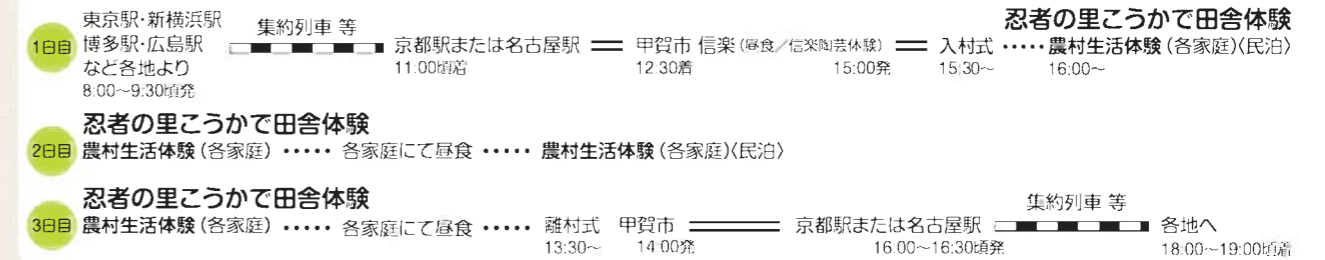 1日目
東京駅・新横浜駅
博多駅・広島駅
など各地より
8:00〜9:30頃発
集約列車 等
京都駅または名古屋駅
11:00頃着
甲賀市 信楽(昼食/信楽陶芸体験)
12:30着 15:00発
入村式
15:30〜
忍者の里こうかで田舎体験
農村生活体験(各家庭)〈民泊〉
16:00〜
2日目
忍者の里こうかで田舎体験
農村生活体験(各家庭) ····· 各家庭にて昼食 ····· 農村生活体験(各家庭)〈民泊〉
3日目
忍者の里こうかで田舎体験
農村生活体験(各家庭) ····· 各家庭にて昼食 ····· 離村式
13:30〜
甲賀市
14:00発
京都駅または名古屋駅
16:00〜16:30頃発
集約列車 等
各地へ
18:00〜19:00頃着